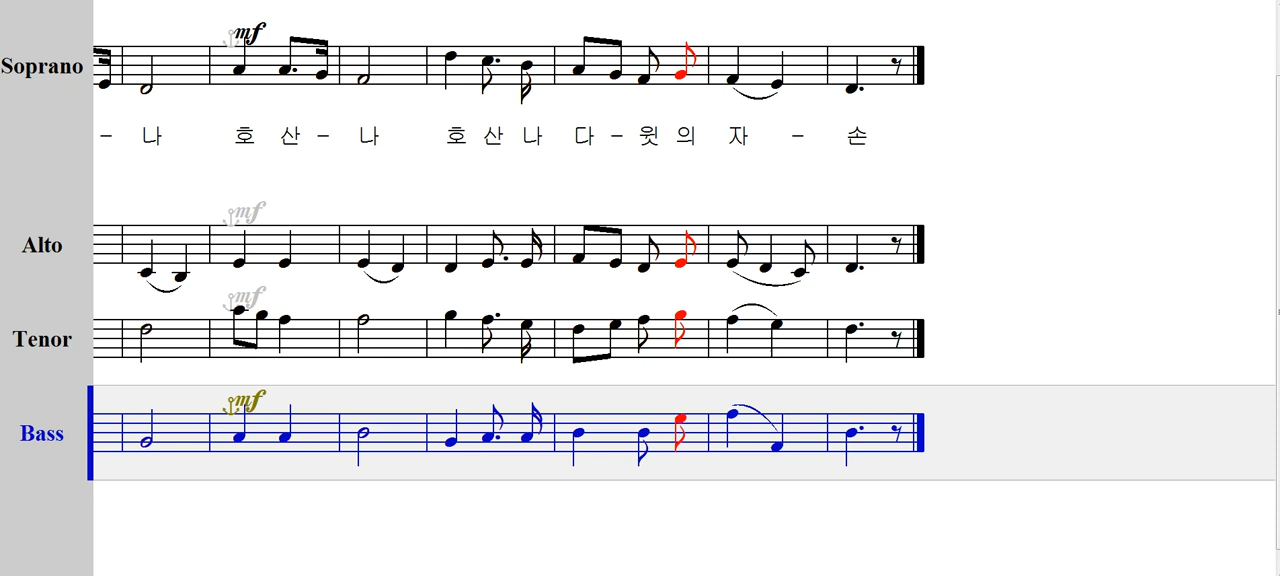 mf
Soprano
- 나 호 산 - 나 호 산 나 다 - 윗 의 자 - 손
mf
Alto
mf
Tenor
mf
Bass